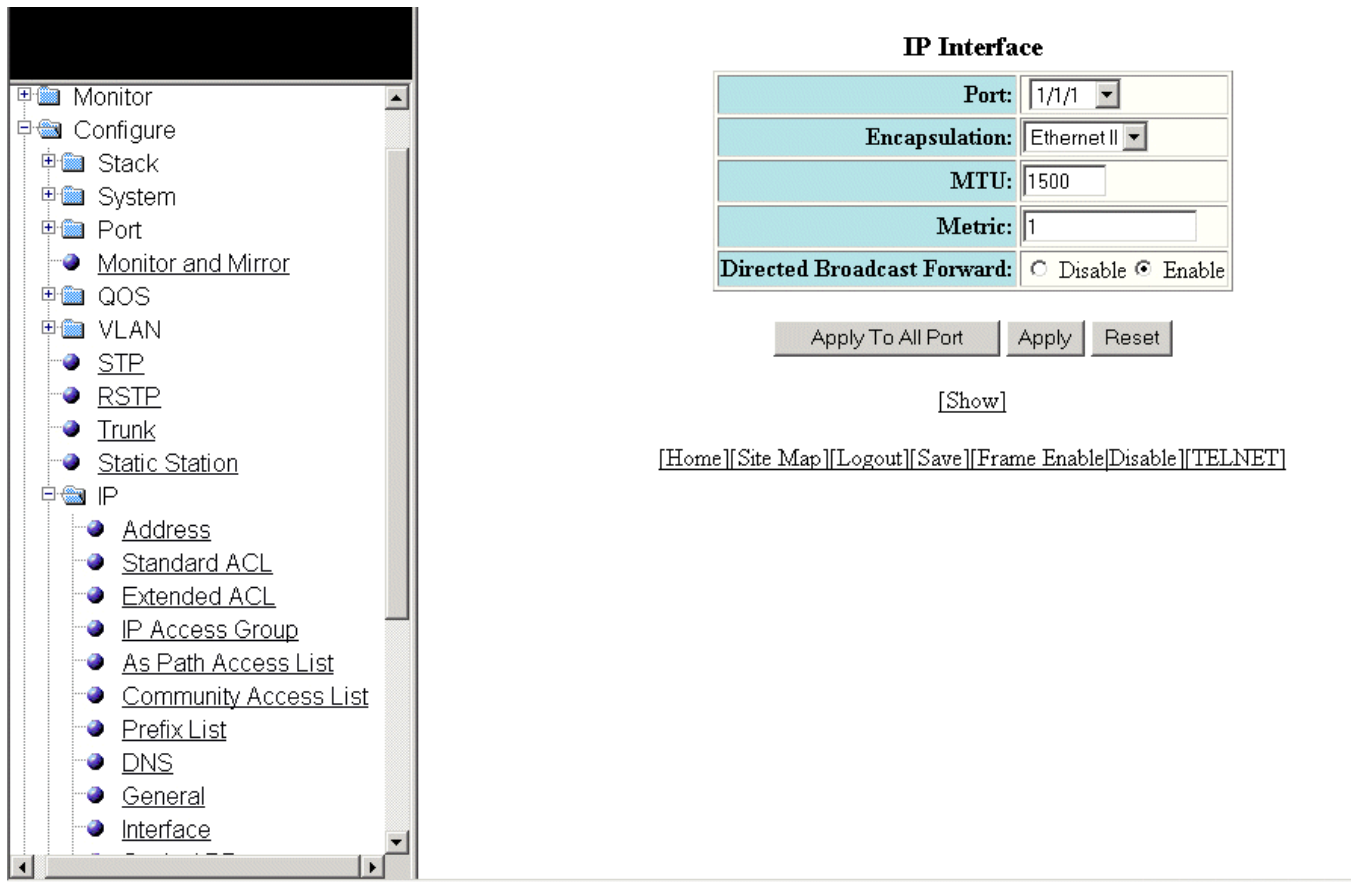 Monitor
Configure
Stack
System
Port
Monitor and Mirror
QOS
VLAN
STP
RSTP
Trunk
Static Station
IP
Address
Standard ACL
Extended ACL
IP Access Group
As Path Access List
Community Access List
Prefix List
DNS
General
Interface
IP Interface
Port: 1/1/1
Encapsulation: Ethernet II
MTU: 1500
Metric: 1
Directed Broadcast Forward: Disable Enable
Apply To All Port Apply Reset
[Show]
[Home][Site Map][Logout][Save][Frame Enable|Disable][TELNET]